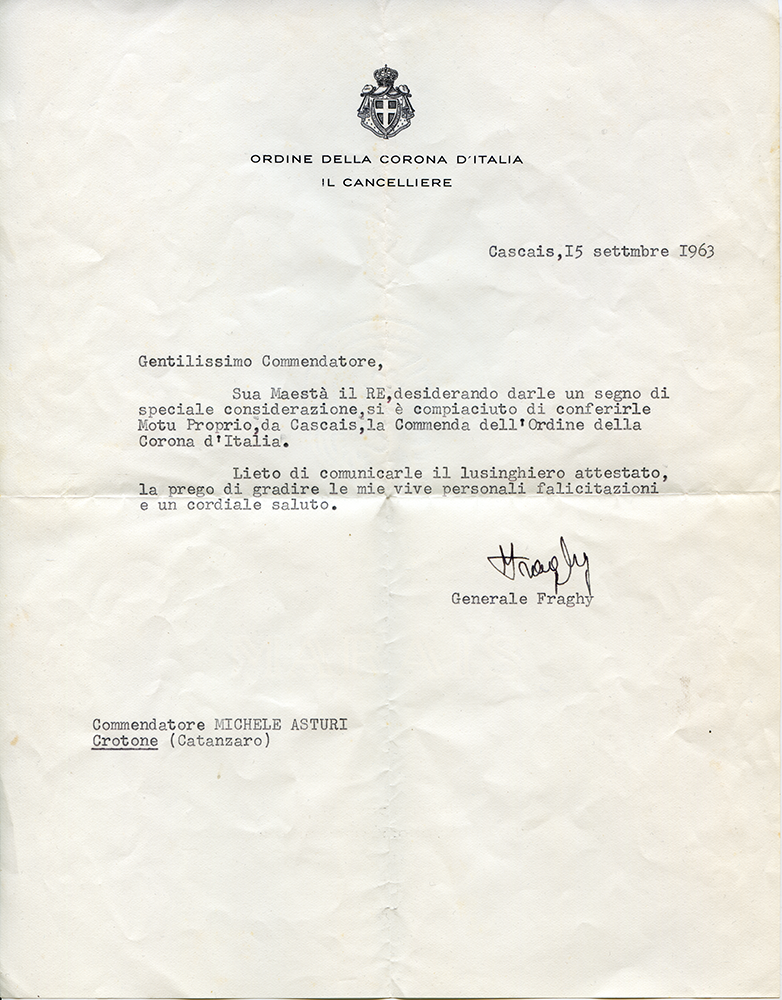 ORDINE DELLA CORONA D'ITALIA
IL CANCELLIERE
Cascais,I5 settmbre I963
Gentilissimo Commendatore,
Sua Maestà il RE,desiderando darle un segno di
speciale considerazione,si è compiaciuto di conferirle
Motu Proprio,da Cascais,la Commenda dell'Ordine della
Corona d'Italia.
Lieto di comunicarle il lusinghiero attestato,
la prego di gradire le mie vive personali falicitazioni
e un cordiale saluto.
Fraghy
Generale Fraghy
Commendatore MICHELE ASTURI
Crotone (Catanzaro)